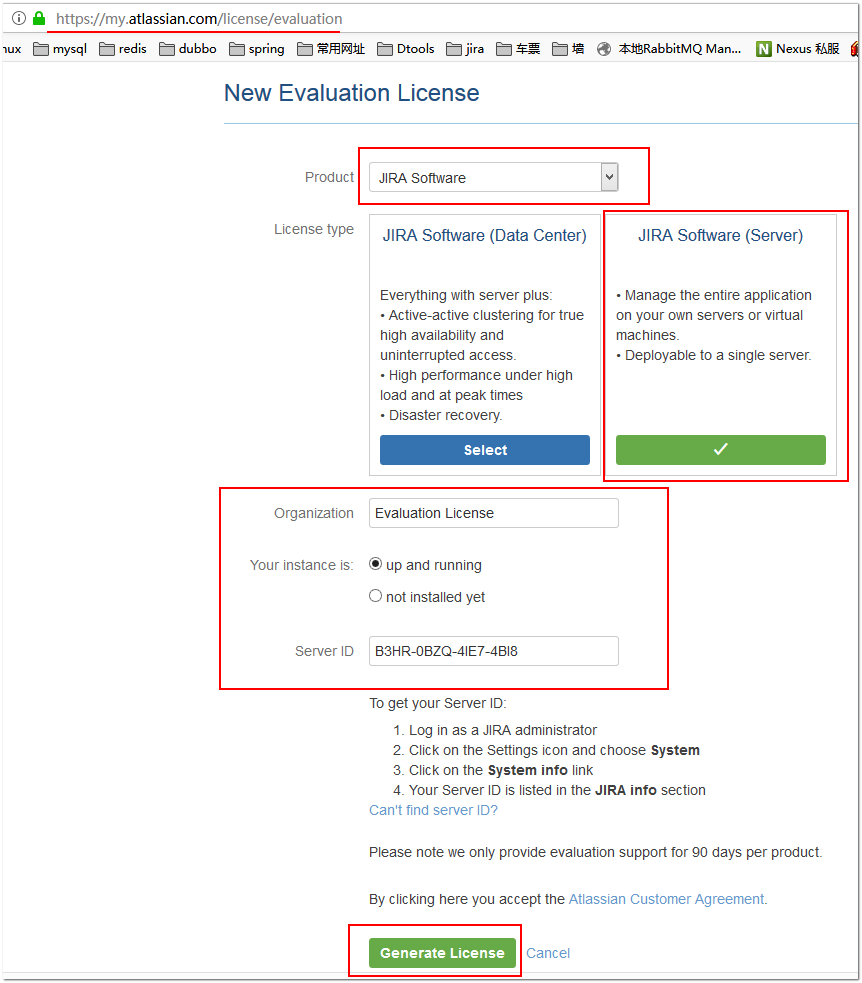 https://my.atlassian.com/license/evaluation
nux mysql redis dubbo spring 常用网址 Dtools jira 车票 墙 本地RabbitMQ Man... Nexus 私服
New Evaluation License
Product JIRA Software
License type
JIRA Software (Data Center)
Everything with server plus:
• Active-active clustering for true
high availability and
uninterrupted access.
• High performance under high
load and at peak times
• Disaster recovery.
Select
JIRA Software (Server)
• Manage the entire application
on your own servers or virtual
machines.
• Deployable to a single server.
Organization Evaluation License
Your instance is: up and running
not installed yet
Server ID B3HR-0BZQ-4IE7-4BI8
To get your Server ID:
1. Log in as a JIRA administrator
2. Click on the Settings icon and choose System
3. Click on the System info link
4. Your Server ID is listed in the JIRA info section
Can't find server ID?
Please note we only provide evaluation support for 90 days per product.
By clicking here you accept the Atlassian Customer Agreement.
Generate License Cancel